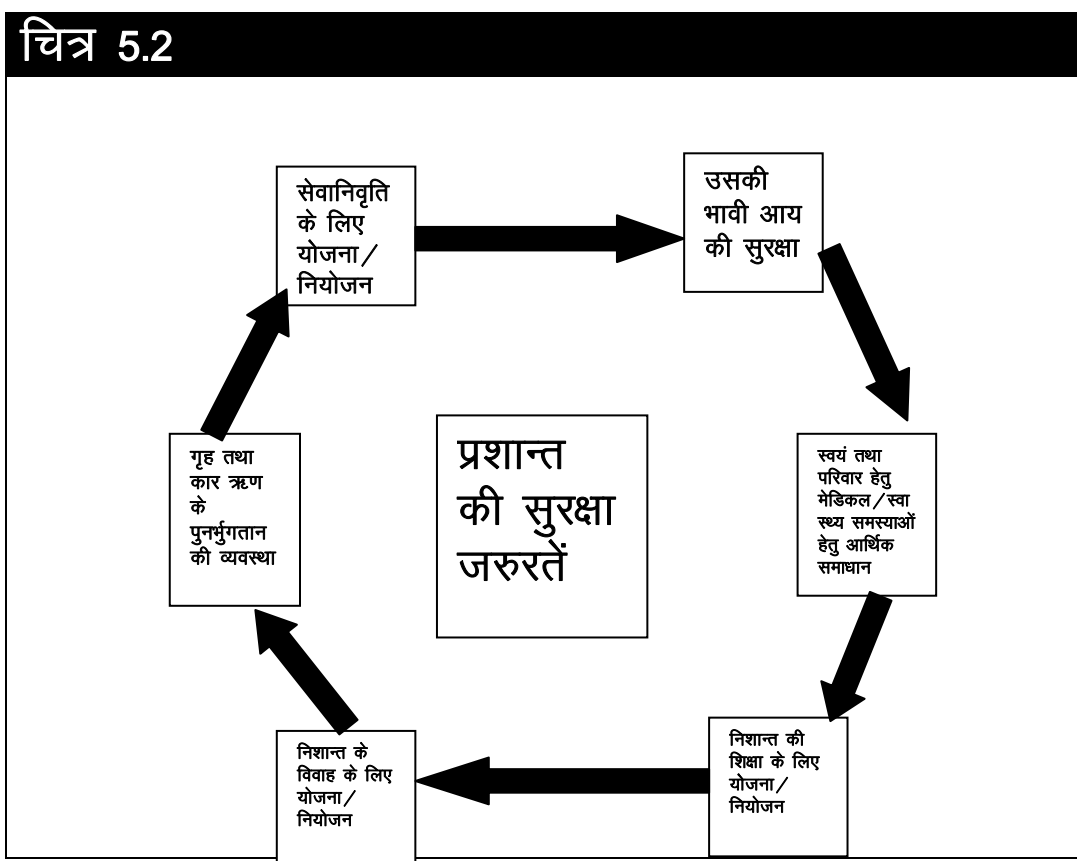 चित्र 5.2
सेवानिवृति
के लिए
योजना/
नियोजन
उसकी
भावी आय
की सुरक्षा
स्वयं तथा
परिवार हेतु
मेडिकल/स्वा
स्थ्य समस्याओं
हेतु आर्थिक
समाधान
निशान्त की
शिक्षा के लिए
योजना/
नियोजन
निशान्त के
विवाह के लिए
योजना/
नियोजन
गृह तथा
कार ऋण
के
पुनर्भुगतान
की व्यवस्था
प्रशान्त
की सुरक्षा
जरुरतें